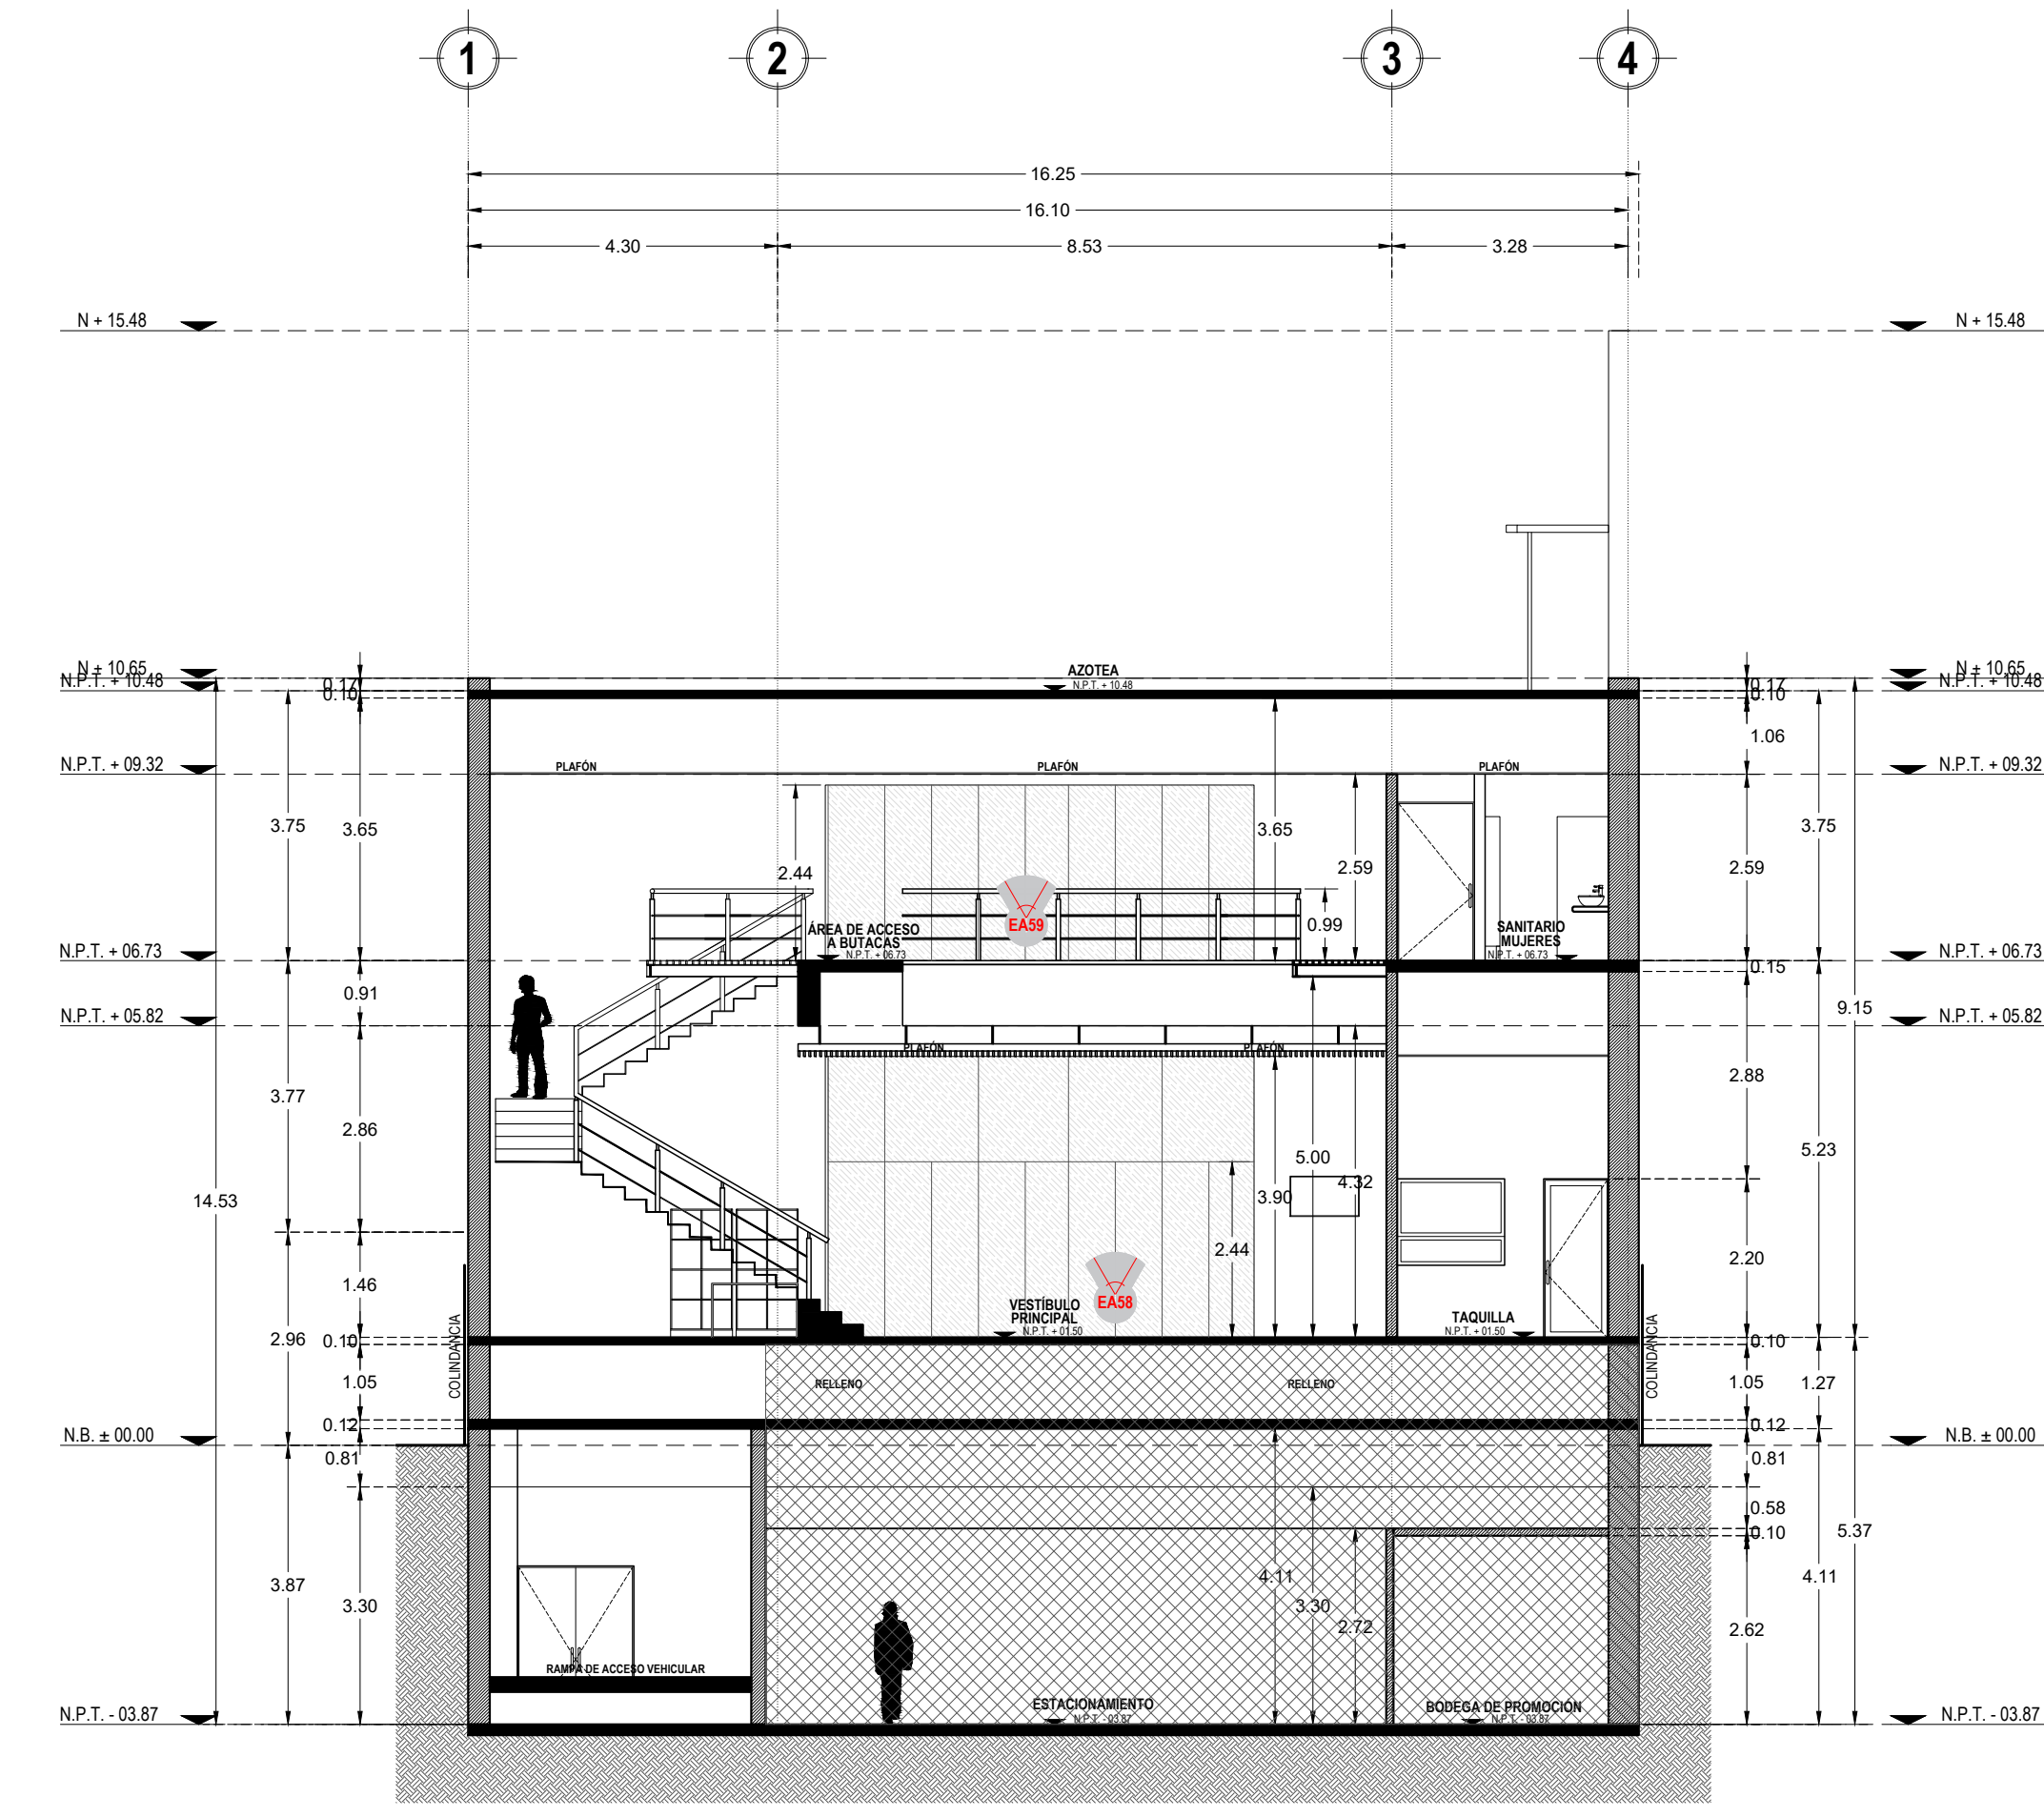 1 2 3 4
16.25
16.10
4.30 8.53 3.28
N + 15.48 N + 15.48
N + 10.65 AZOTEA N + 10.65
N.P.T. + 10.48 0.17 N.P.T. + 10.48 0.17 N.P.T. + 10.48
0.10 0.10
1.06
N.P.T. + 09.32 PLAFÓN PLAFÓN PLAFÓN N.P.T. + 09.32
3.75 3.65 3.65 3.75
2.44 2.59 2.59
EA59 0.99
ÁREA DE ACCESO SANITARIO
A BUTACAS MUJERES
N.P.T. + 06.73 N.P.T. + 06.73 N.P.T. + 06.73 N.P.T. + 06.73
0.15
0.91
9.15
N.P.T. + 05.82 N.P.T. + 05.82
PLAFÓN PLAFÓN
3.77 2.88
2.86
5.00 5.23
14.53 3.90 4.32
2.44 2.20
1.46 EA58
VESTÍBULO
PRINCIPAL TAQUILLA
N.P.T. + 01.50 N.P.T. + 01.50
2.96 0.10 COLINDANCIA COLINDANCIA 0.10
1.05 RELLENO RELLENO 1.05 1.27
0.12 0.12
N.B. ± 00.00 N.B. ± 00.00
0.81 0.81
0.58
0.10 5.37
3.87 4.11 4.11
3.30 3.30
2.72 2.62
RAMPA DE ACCESO VEHICULAR
ESTACIONAMIENTO BODEGA DE PROMOCIÓN
N.P.T. - 03.87 N.P.T. - 03.87 N.P.T. - 03.87 N.P.T. - 03.87